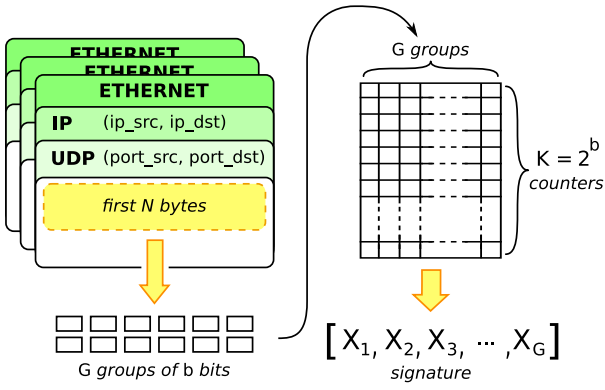 ETHERNET
ETHERNET
ETHERNET
IP (ip_src, ip_dst)
UDP (port_src, port_dst)
first N bytes
G groups of b bits
G groups
K = 2^b
counters
[X1, X2, X3, ... ,XG]
signature